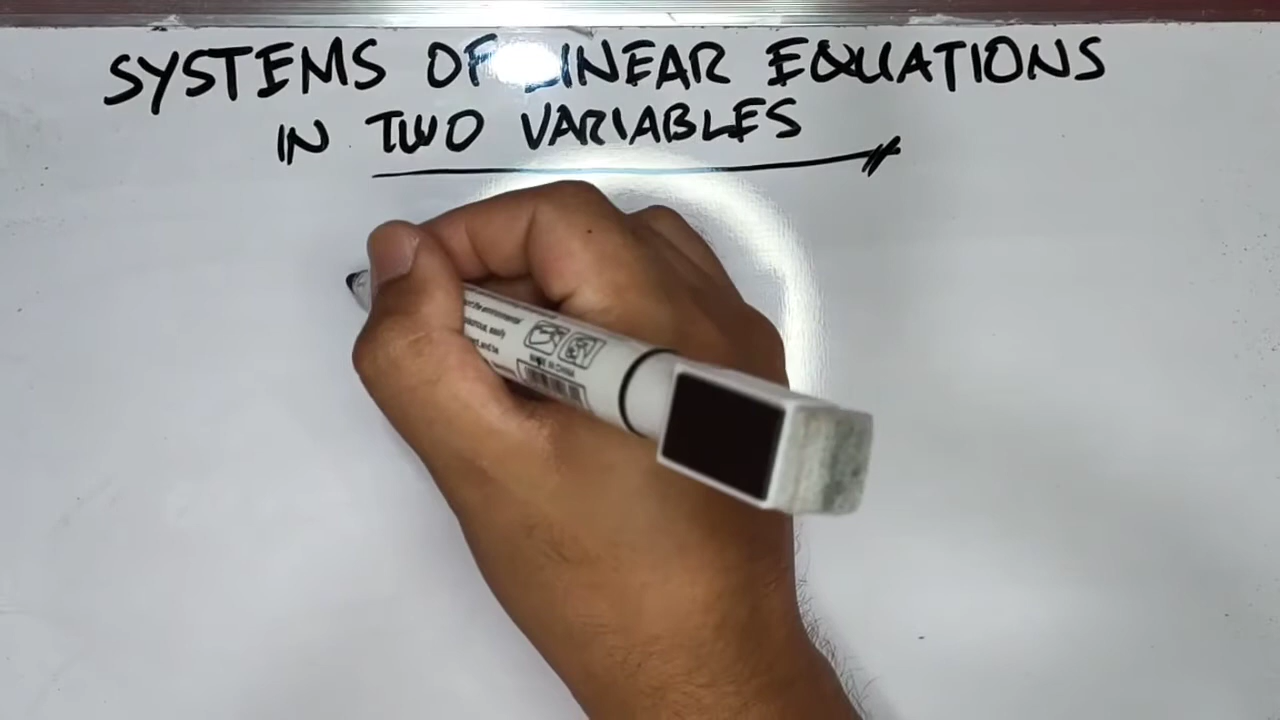 SYSTEMS OF LINEAR EQUATIONS
IN TWO VARIABLES